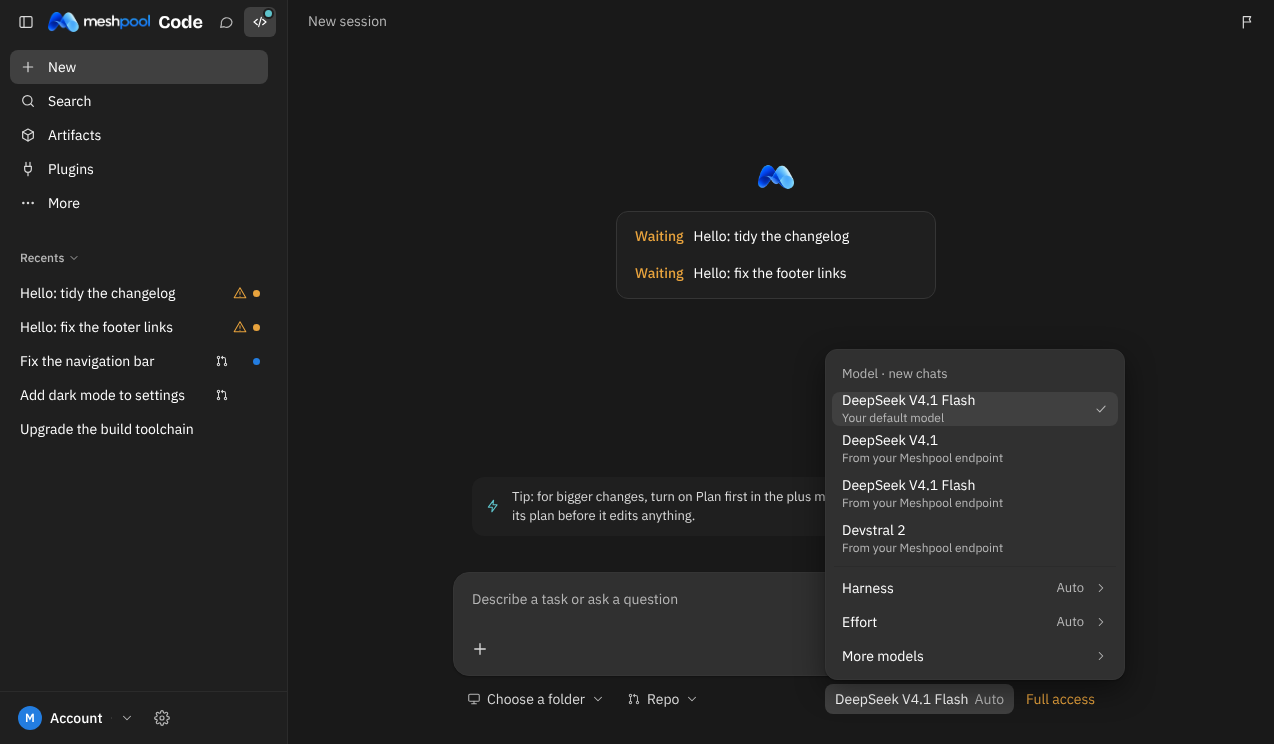 meshpool Code
New session
New
Search
Artifacts
Plugins
More
Recents
Hello: tidy the changelog
Hello: fix the footer links
Fix the navigation bar
Add dark mode to settings
Upgrade the build toolchain
M Account
Waiting Hello: tidy the changelog
Waiting Hello: fix the footer links
Tip: for bigger changes, turn on Plan first in the plus
its plan before it edits anything.
Describe a task or ask a question
Choose a folder
Repo
Model · new chats
DeepSeek V4.1 Flash
Your default model
DeepSeek V4.1
From your Meshpool endpoint
DeepSeek V4.1 Flash
From your Meshpool endpoint
Devstral 2
From your Meshpool endpoint
Harness Auto
Effort Auto
More models
DeepSeek V4.1 Flash Auto
Full access